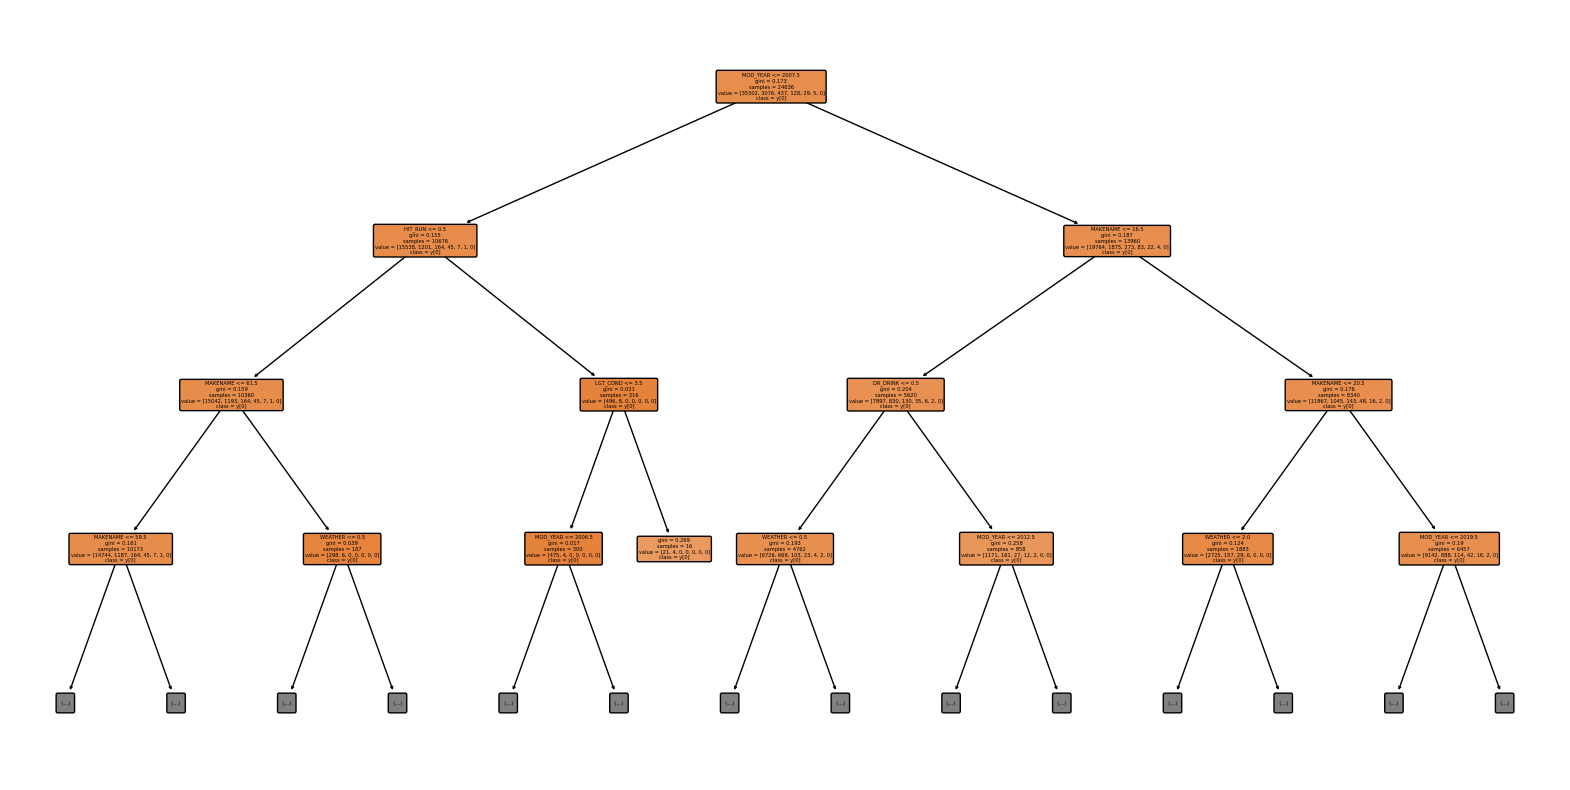 MOD_YEAR <= 2007.5
gini = 0.173
samples = 24636
value = [35302, 3076, 437, 128, 29, 5, 0]
class = y[0]
HIT_RUN <= 0.5
gini = 0.155
samples = 10676
value = [15538, 1201, 164, 45, 7, 1, 0]
class = y[0]
MAKENAME <= 16.5
gini = 0.187
samples = 13960
value = [19764, 1875, 273, 83, 22, 4, 0]
class = y[0]
MAKENAME <= 61.5
gini = 0.159
samples = 10360
value = [15042, 1193, 164, 45, 7, 1, 0]
class = y[0]
LGT_COND <= 3.5
gini = 0.031
samples = 316
value = [496, 8, 0, 0, 0, 0, 0]
class = y[0]
DR_DRINK <= 0.5
gini = 0.204
samples = 5620
value = [7897, 830, 130, 35, 6, 2, 0]
class = y[0]
MAKENAME <= 20.5
gini = 0.176
samples = 8340
value = [11867, 1045, 143, 48, 16, 2, 0]
class = y[0]
MAKENAME <= 59.5
gini = 0.161
samples = 10173
value = [14744, 1187, 164, 45, 7, 1, 0]
class = y[0]
WEATHER <= 0.5
gini = 0.039
samples = 187
value = [298, 6, 0, 0, 0, 0, 0]
class = y[0]
MOD_YEAR <= 2006.5
gini = 0.017
samples = 300
value = [475, 4, 0, 0, 0, 0, 0]
class = y[0]
gini = 0.269
samples = 16
value = [21, 4, 0, 0, 0, 0, 0]
class = y[0]
WEATHER <= 0.5
gini = 0.193
samples = 4762
value = [6726, 669, 103, 23, 4, 2, 0]
class = y[0]
MOD_YEAR <= 2012.5
gini = 0.258
samples = 858
value = [1171, 161, 27, 12, 2, 0, 0]
class = y[0]
WEATHER <= 2.0
gini = 0.124
samples = 1883
value = [2725, 157, 29, 6, 0, 0, 0]
class = y[0]
MOD_YEAR <= 2019.5
gini = 0.19
samples = 6457
value = [9142, 888, 114, 42, 16, 2, 0]
class = y[0]
(...)
(...)
(...)
(...)
(...)
(...)
(...)
(...)
(...)
(...)
(...)
(...)
(...)
(...)